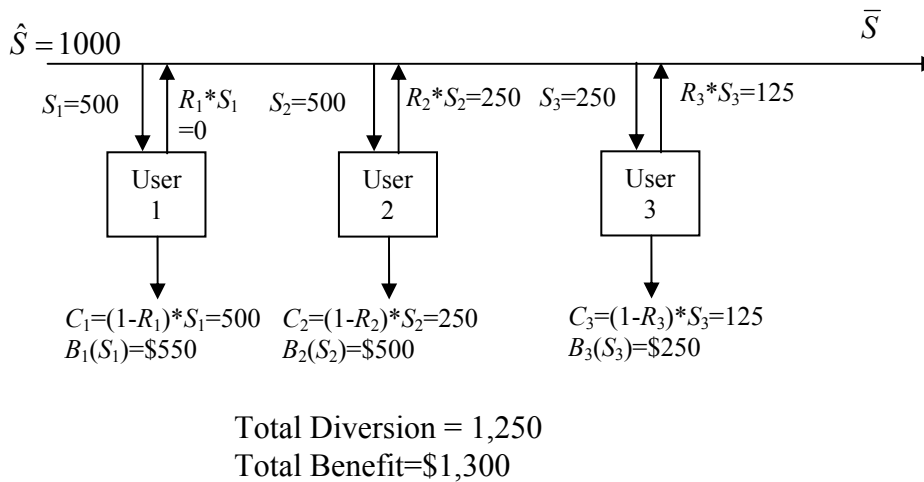 Ŝ = 1000
S̅
S₁=500
R₁*S₁
=0
S₂=500
R₂*S₂=250
S₃=250
R₃*S₃=125
User
1
User
2
User
3
C₁=(1-R₁)*S₁=500
B₁(S₁)=$550
C₂=(1-R₂)*S₂=250
B₂(S₂)=$500
C₃=(1-R₃)*S₃=125
B₃(S₃)=$250
Total Diversion = 1,250
Total Benefit=$1,300